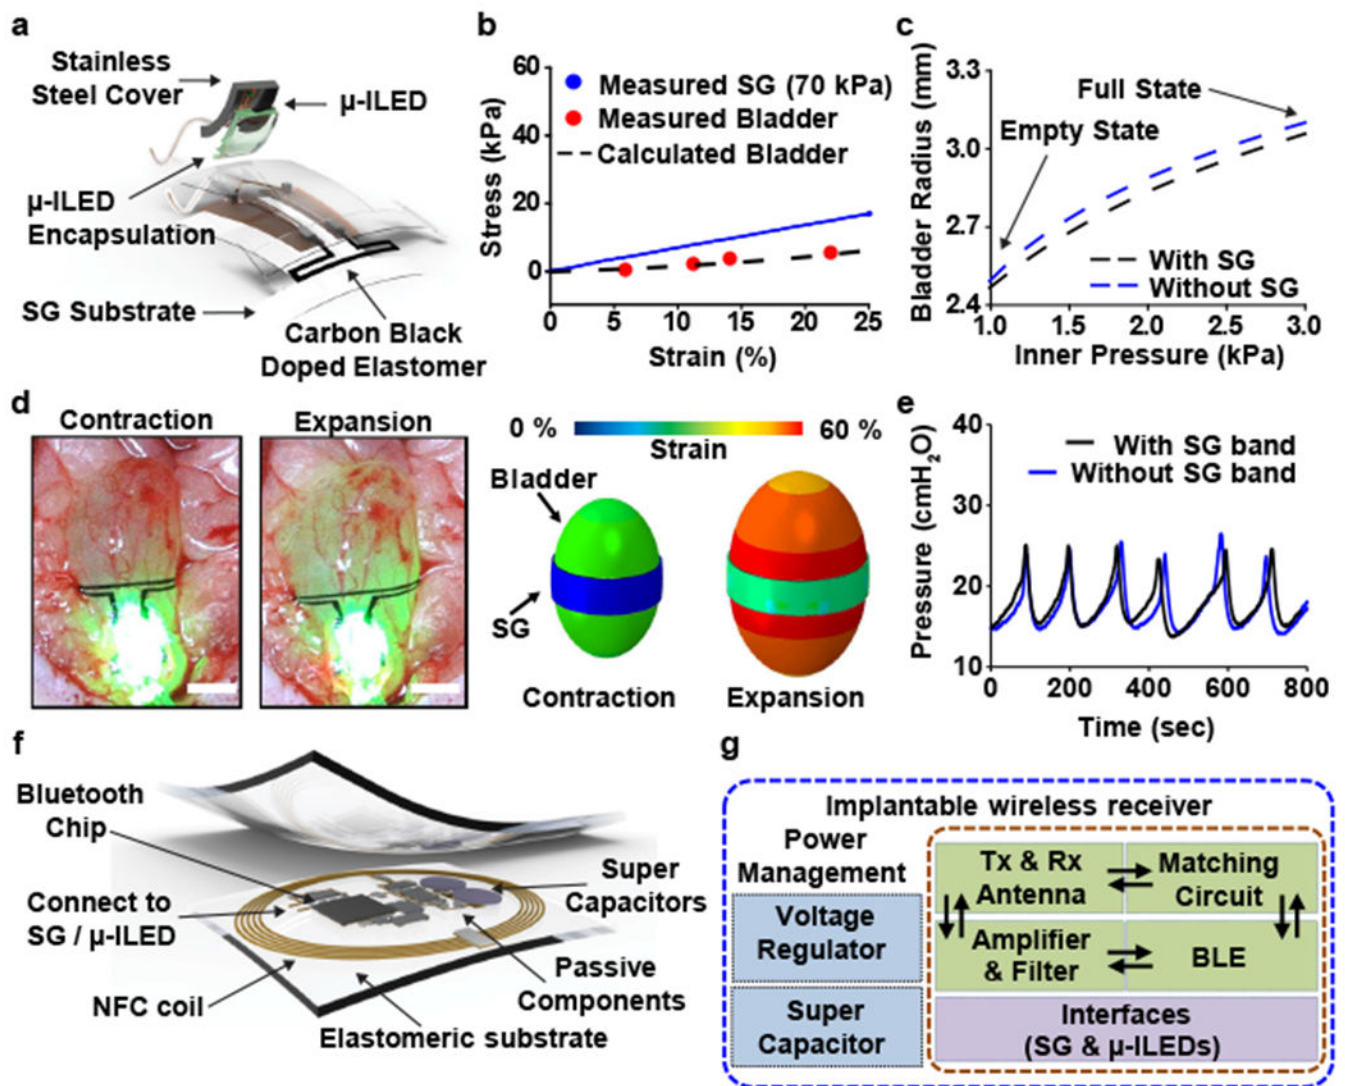 a
Stainless
Steel Cover
μ-ILED
μ-ILED
Encapsulation
SG Substrate
Carbon Black
Doped Elastomer
b
Stress (kPa)
60
40
20
0
Measured SG (70 kPa)
Measured Bladder
Calculated Bladder
0 5 10 15 20 25
Strain (%)
c
Bladder Radius (mm)
3.3
3.0
2.7
2.4
Full State
Empty State
With SG
Without SG
1.0 1.5 2.0 2.5 3.0
Inner Pressure (kPa)
d
Contraction
Expansion
0 %
60 %
Strain
Bladder
SG
Contraction
Expansion
e
Pressure (cmH2O)
40
30
20
10
With SG band
Without SG band
0 200 400 600 800
Time (sec)
f
Bluetooth
Chip
Connect to
SG / μ-ILED
NFC coil
Super
Capacitors
Passive
Components
Elastomeric substrate
g
Implantable wireless receiver
Power
Management
Voltage
Regulator
Super
Capacitor
Tx & Rx
Antenna
Matching
Circuit
Amplifier
& Filter
BLE
Interfaces
(SG & μ-ILEDs)